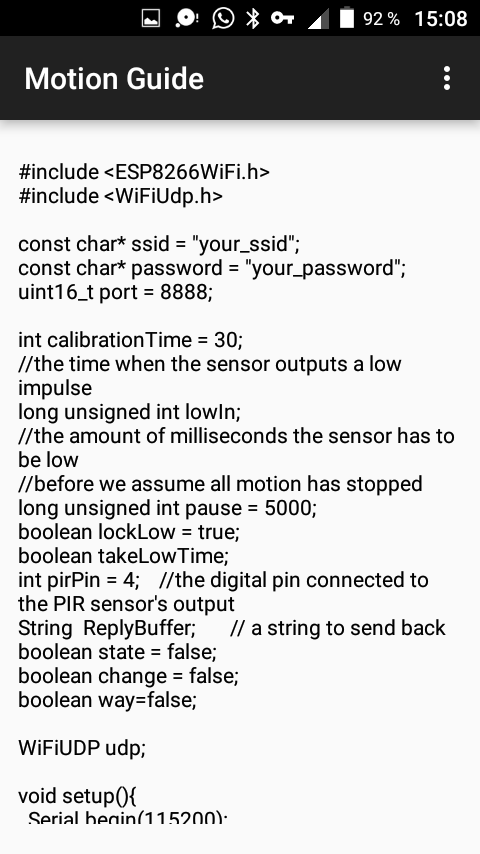 92 % 15:08
Motion Guide
#include <ESP8266WiFi.h>
#include <WiFiUdp.h>
const char* ssid = "your_ssid";
const char* password = "your_password";
uint16_t port = 8888;
int calibrationTime = 30;
//the time when the sensor outputs a low
impulse
long unsigned int lowIn;
//the amount of milliseconds the sensor has to
be low
//before we assume all motion has stopped
long unsigned int pause = 5000;
boolean lockLow = true;
boolean takeLowTime;
int pirPin = 4;    //the digital pin connected to
the PIR sensor's output
String  ReplyBuffer;      // a string to send back
boolean state = false;
boolean change = false;
boolean way=false;
WiFiUDP udp;
void setup(){
  Serial.begin(115200);